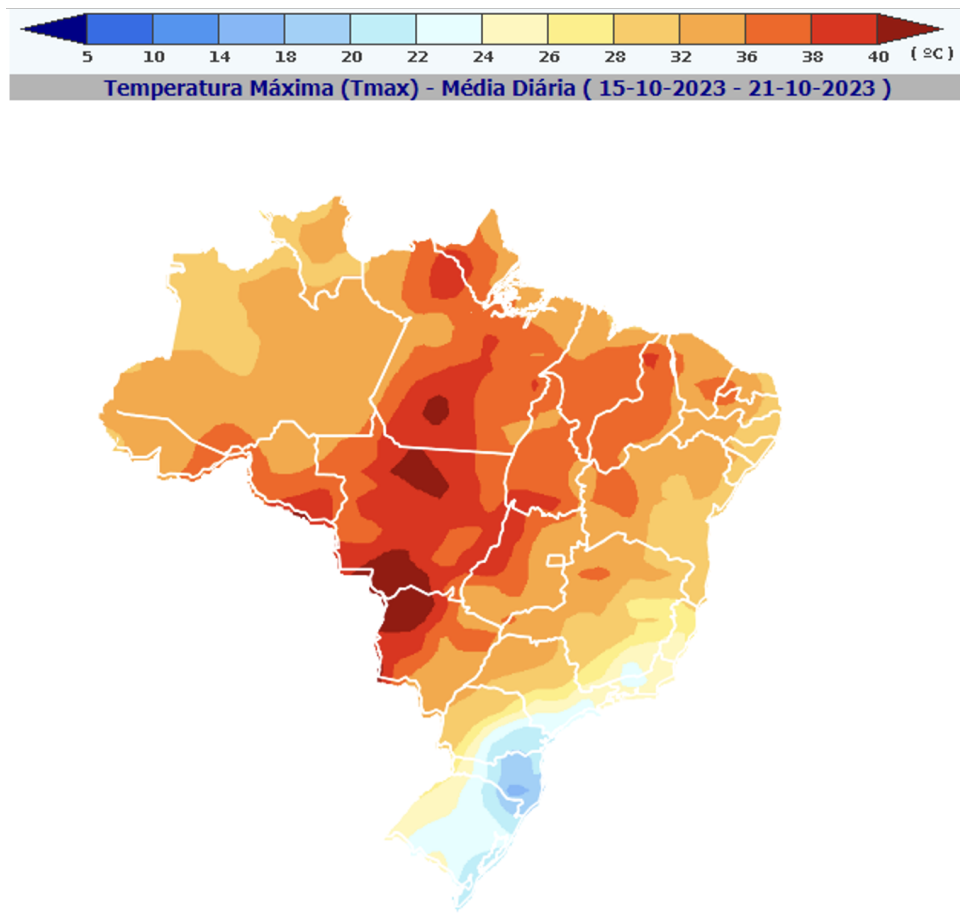 5 10 14 18 20 22 24 26 28 32 36 38 40 ( ºC )
Temperatura Máxima (Tmax) - Média Diária ( 15-10-2023 - 21-10-2023 )